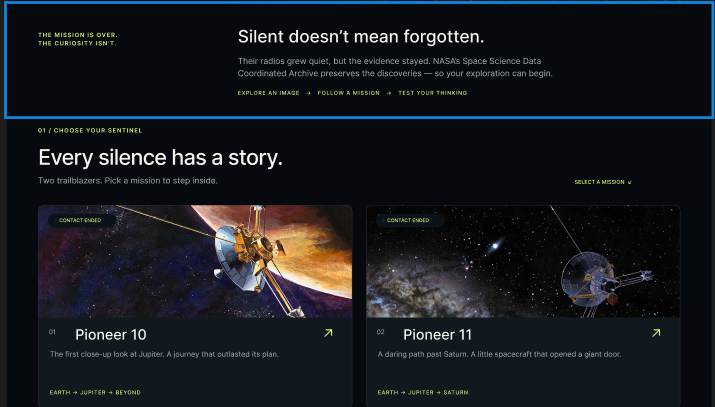 THE MISSION IS OVER.
THE CURIOSITY ISN'T.
Silent doesn’t mean forgotten.
Their radios grew quiet, but the evidence stayed. NASA’s Space Science Data
Coordinated Archive preserves the discoveries — so your exploration can begin.
EXPLORE AN IMAGE → FOLLOW A MISSION → TEST YOUR THINKING
01 / CHOOSE YOUR SENTINEL
Every silence has a story.
Two trailblazers. Pick a mission to step inside.
SELECT A MISSION ↙
CONTACT ENDED
CONTACT ENDED
01 Pioneer 10 ↗
The first close-up look at Jupiter. A journey that outlasted its plan.
EARTH → JUPITER → BEYOND
02 Pioneer 11 ↗
A daring path past Saturn. A little spacecraft that opened a giant door.
EARTH → JUPITER → SATURN